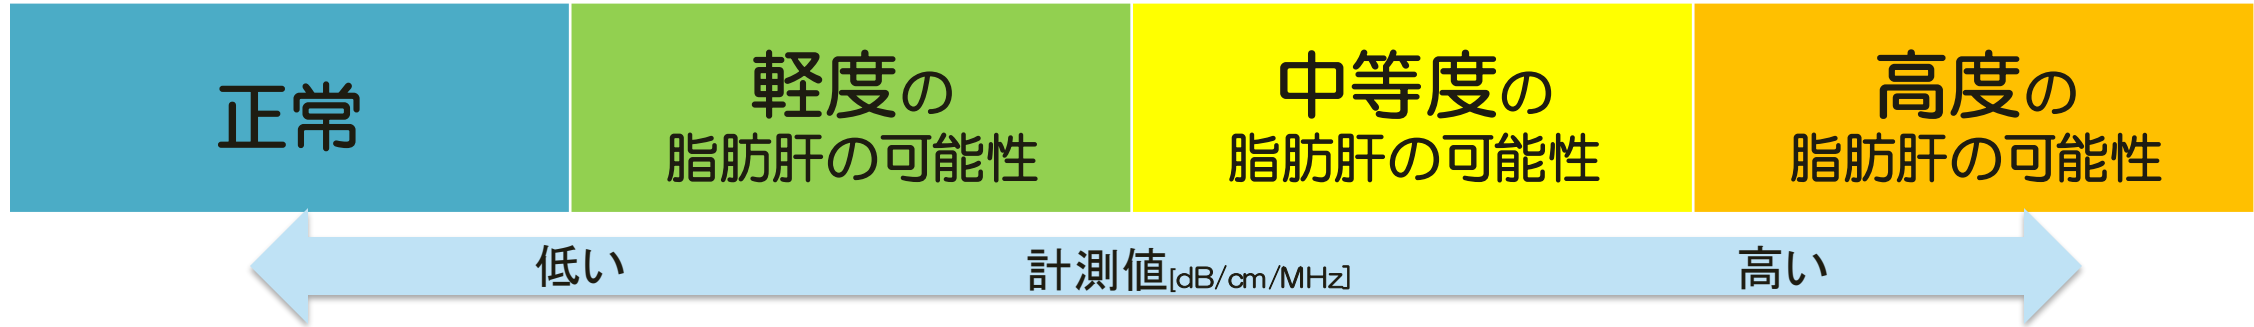 正常
軽度の
脂肪肝の可能性
中等度の
脂肪肝の可能性
高度の
脂肪肝の可能性
低い
計測値[dB/cm/MHz]
高い